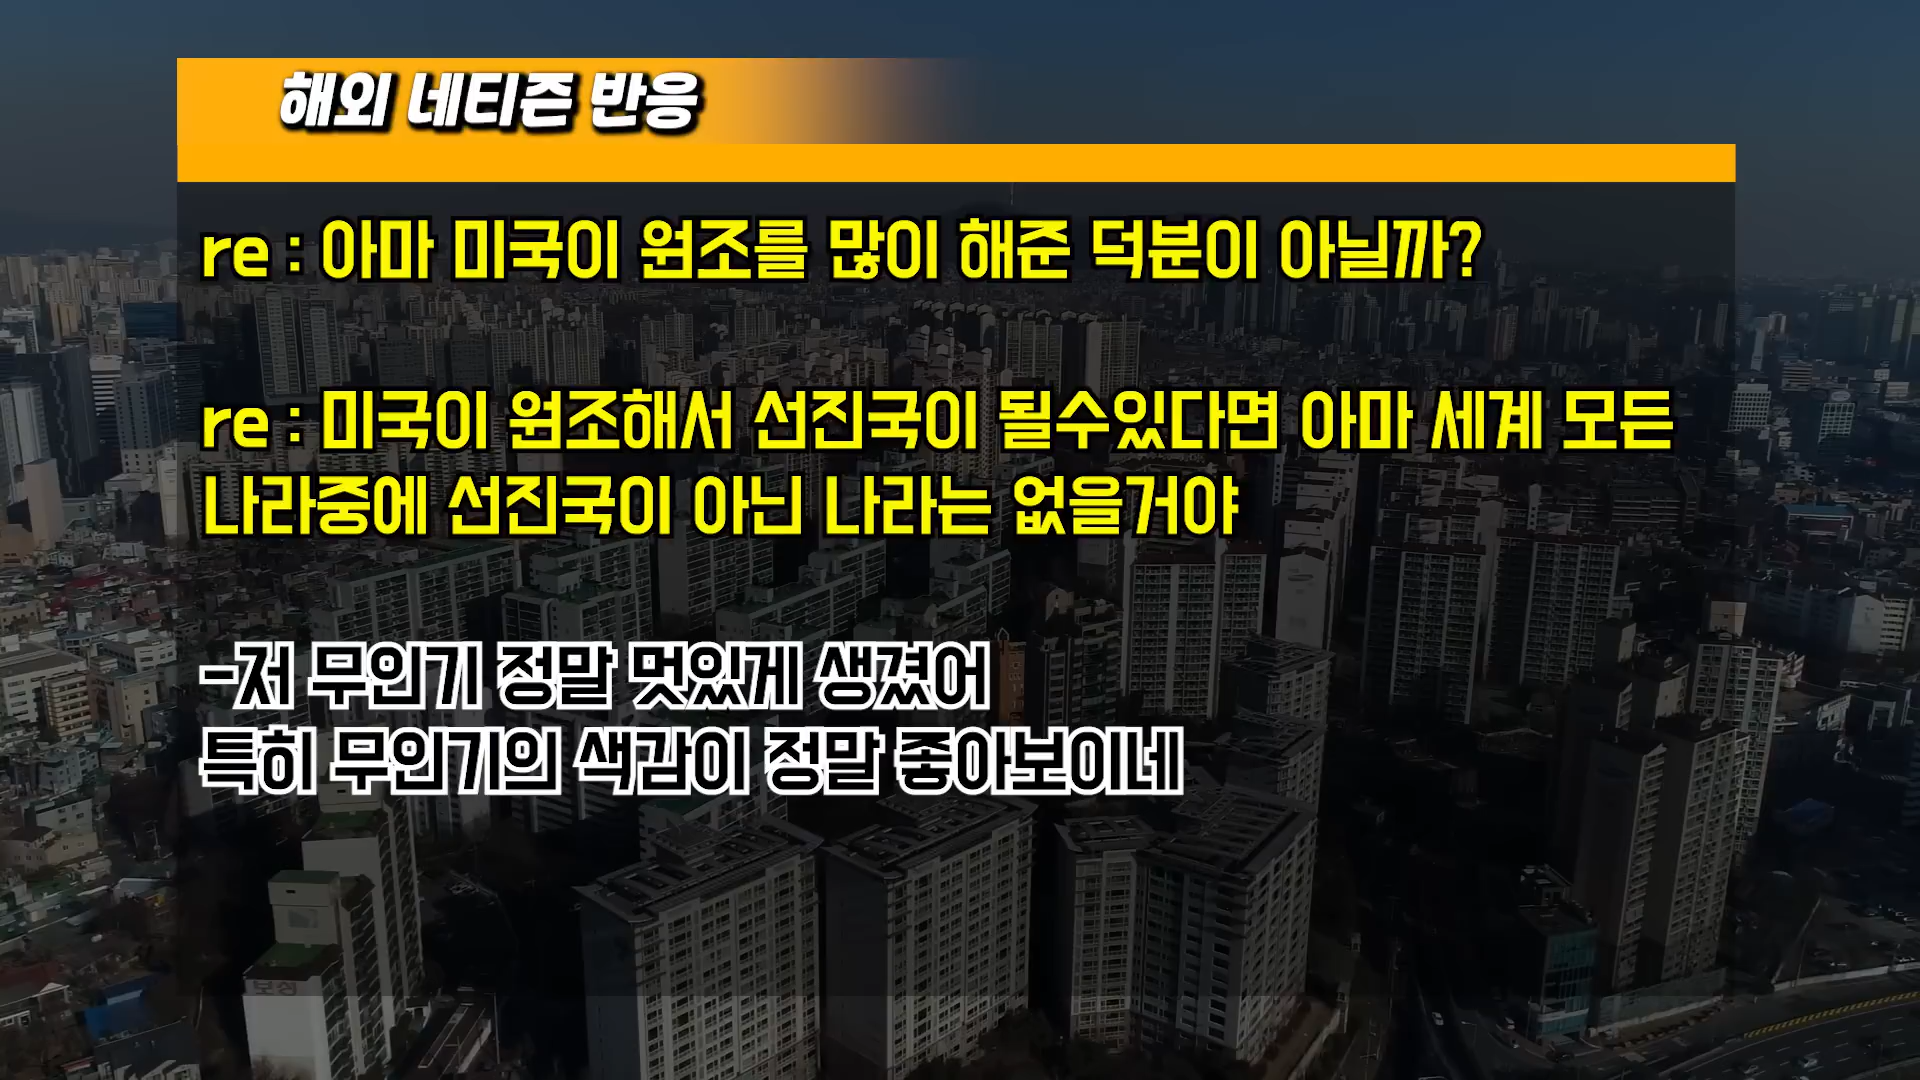 해외 네티즌 반응
re : 아마 미국이 원조를 많이 해준 덕분이 아닐까?
re : 미국이 원조해서 선진국이 될수있다면 아마 세계 모든
나라중에 선진국이 아닌 나라는 없을거야
-저 무인기 정말 멋있게 생겼어
특히 무인기의 색감이 정말 좋아보이네
보성